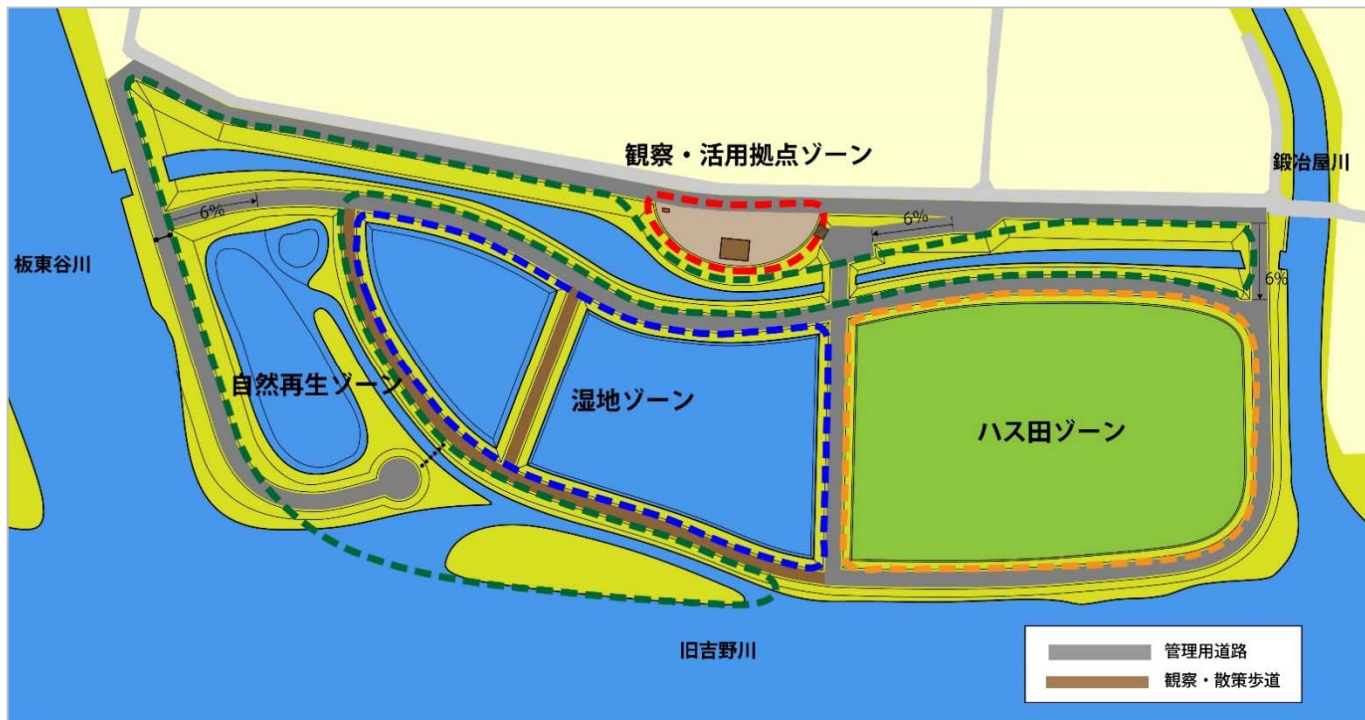 観察・活用拠点ゾーン
鍛冶屋川
6%
6%
板東谷川
6%
自然再生ゾーン
湿地ゾーン
ハス田ゾーン
旧吉野川
管理用道路
観察・散策歩道